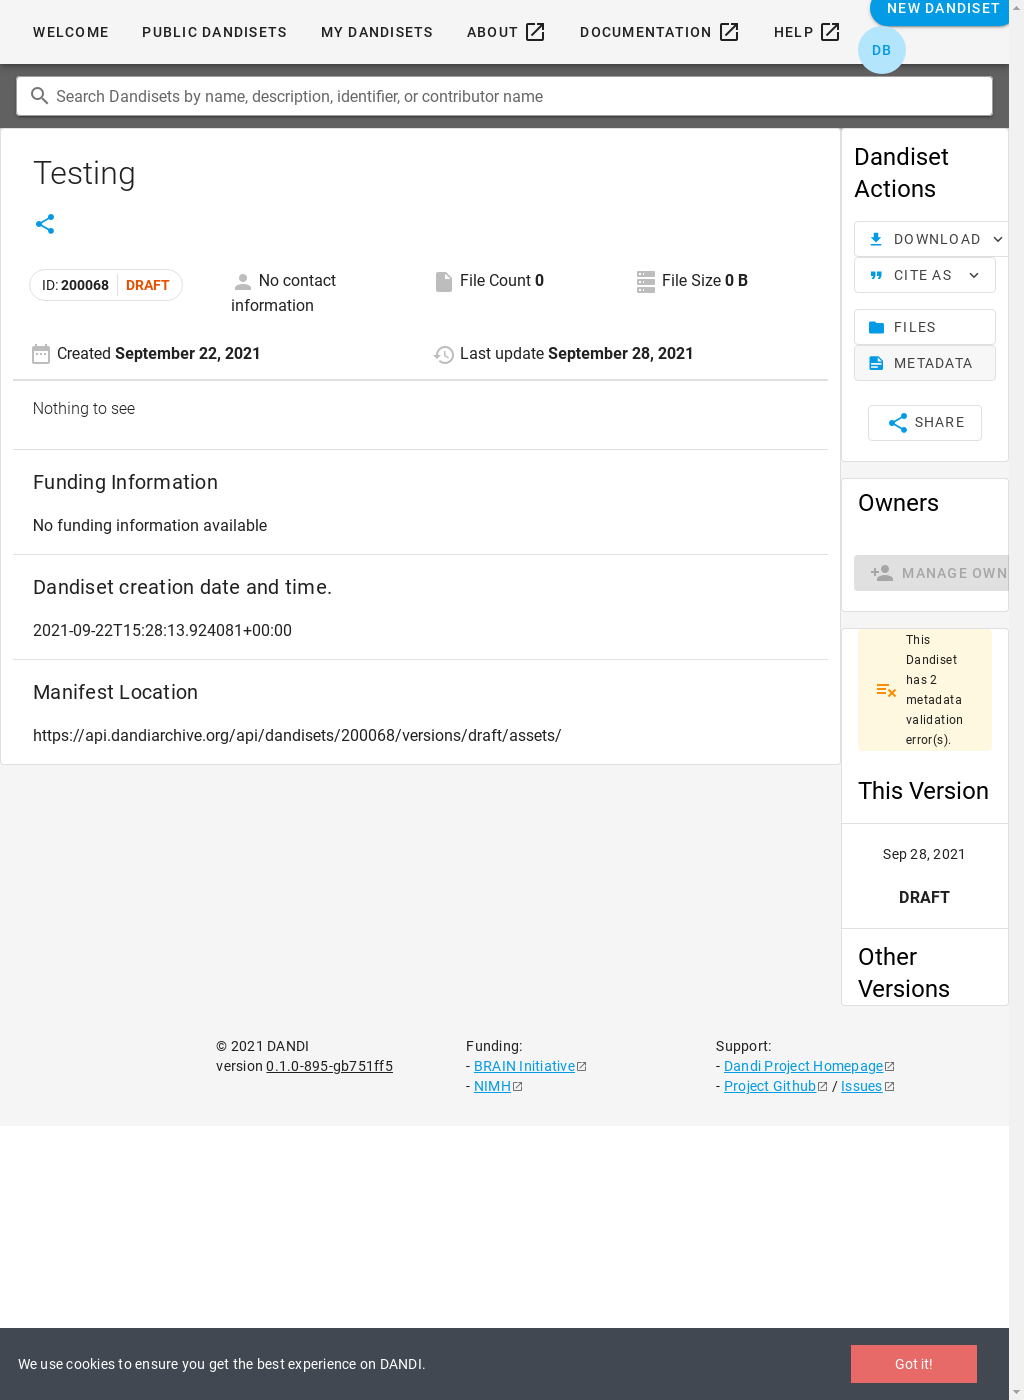 WELCOME
PUBLIC DANDISETS
MY DANDISETS
ABOUT
DOCUMENTATION
HELP
NEW DANDISET
DB
Search Dandisets by name, description, identifier, or contributor name
Testing
ID: 200068 DRAFT
No contact
information
File Count 0
File Size 0 B
Created September 22, 2021
Last update September 28, 2021
Nothing to see
Funding Information
No funding information available
Dandiset creation date and time.
2021-09-22T15:28:13.924081+00:00
Manifest Location
https://api.dandiarchive.org/api/dandisets/200068/versions/draft/assets/
Dandiset
Actions
DOWNLOAD
CITE AS
FILES
METADATA
SHARE
Owners
MANAGE OWN
This
Dandiset
has 2
metadata
validation
error(s).
This Version
Sep 28, 2021
DRAFT
Other
Versions
© 2021 DANDI
version 0.1.0-895-gb751ff5
Funding:
- BRAIN Initiative
- NIMH
Support:
- Dandi Project Homepage
- Project Github / Issues
We use cookies to ensure you get the best experience on DANDI.
Got it!